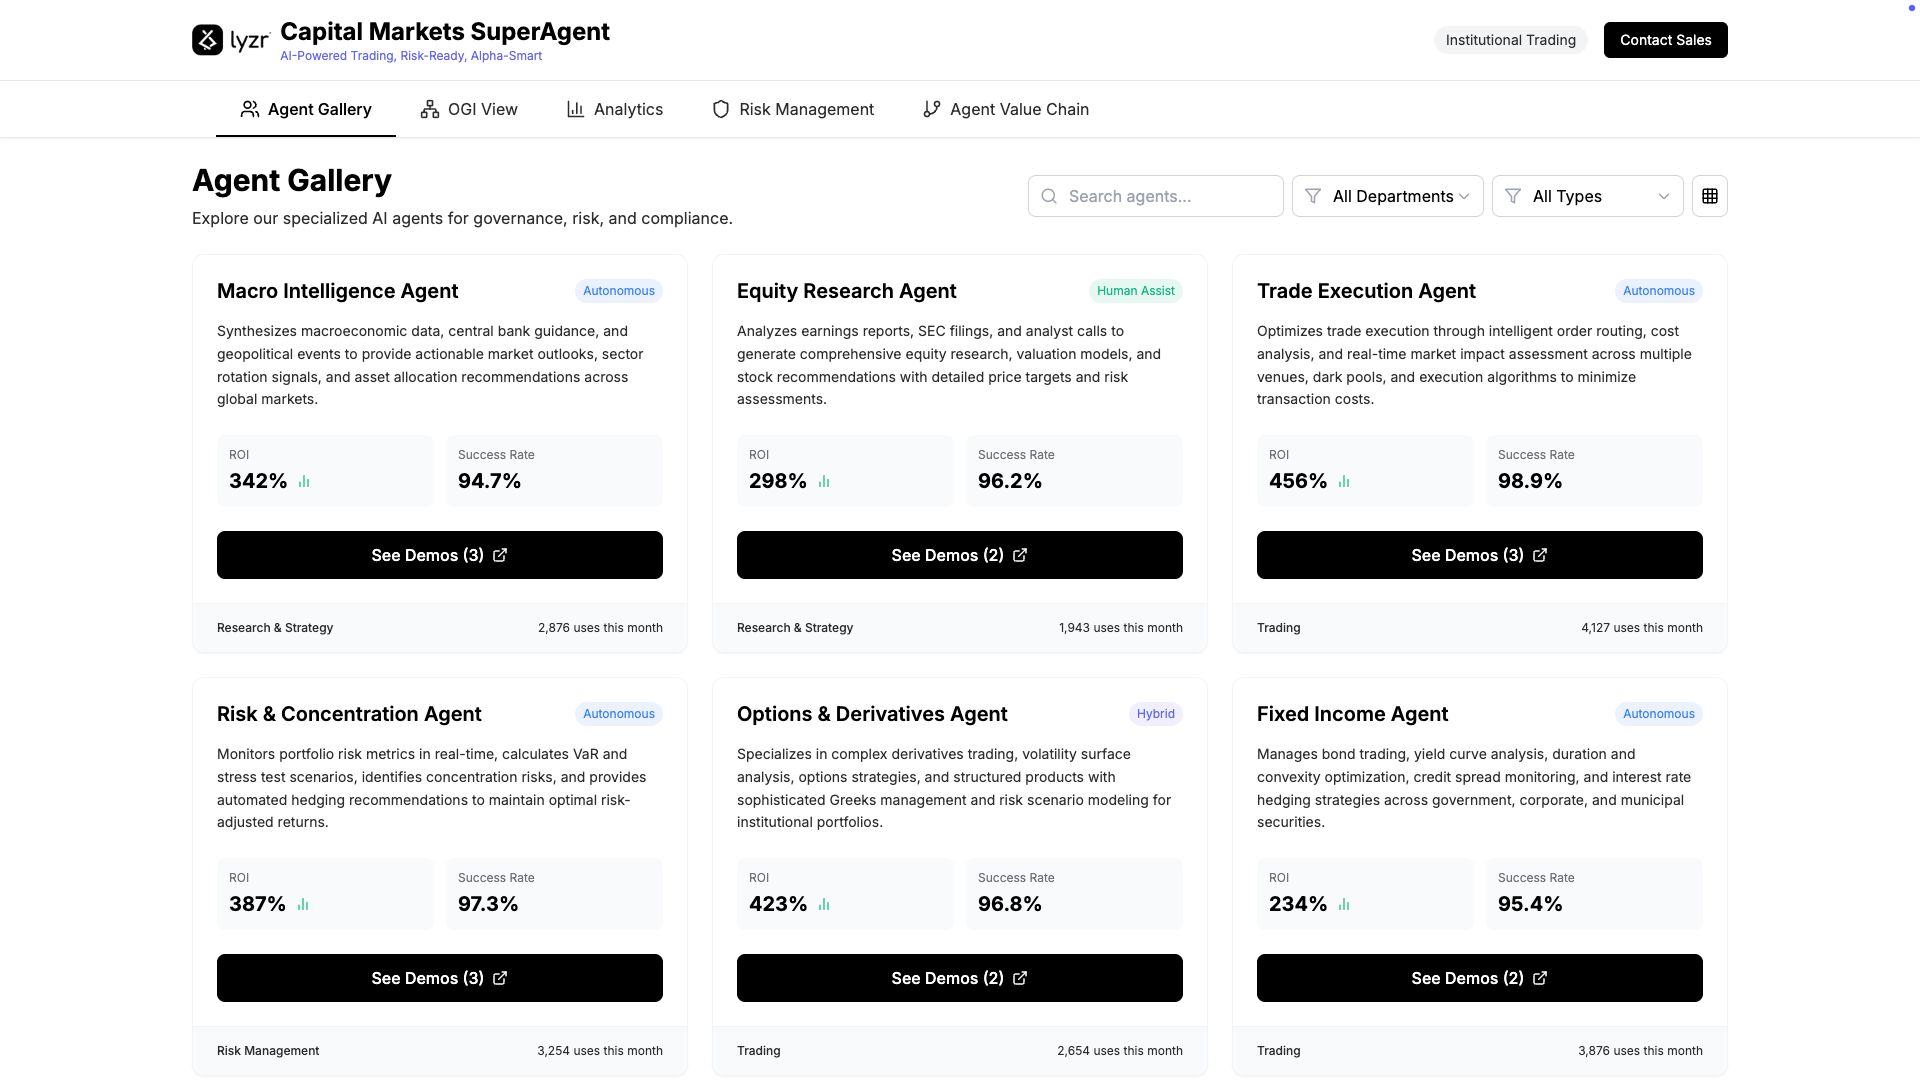 lyzr
Capital Markets SuperAgent
AI-Powered Trading, Risk-Ready, Alpha-Smart
Institutional Trading
Contact Sales
Agent Gallery
OGI View
Analytics
Risk Management
Agent Value Chain
Agent Gallery
Explore our specialized AI agents for governance, risk, and compliance.
Search agents...
All Departments
All Types
Macro Intelligence Agent
Autonomous
Synthesizes macroeconomic data, central bank guidance, and
geopolitical events to provide actionable market outlooks, sector
rotation signals, and asset allocation recommendations across
global markets.
ROI
342%
Success Rate
94.7%
See Demos (3)
Research & Strategy
2,876 uses this month
Equity Research Agent
Human Assist
Analyzes earnings reports, SEC filings, and analyst calls to
generate comprehensive equity research, valuation models, and
stock recommendations with detailed price targets and risk
assessments.
ROI
298%
Success Rate
96.2%
See Demos (2)
Research & Strategy
1,943 uses this month
Trade Execution Agent
Autonomous
Optimizes trade execution through intelligent order routing, cost
analysis, and real-time market impact assessment across multiple
venues, dark pools, and execution algorithms to minimize
transaction costs.
ROI
456%
Success Rate
98.9%
See Demos (3)
Trading
4,127 uses this month
Risk & Concentration Agent
Autonomous
Monitors portfolio risk metrics in real-time, calculates VaR and
stress test scenarios, identifies concentration risks, and provides
automated hedging recommendations to maintain optimal risk-
adjusted returns.
ROI
387%
Success Rate
97.3%
See Demos (3)
Risk Management
3,254 uses this month
Options & Derivatives Agent
Hybrid
Specializes in complex derivatives trading, volatility surface
analysis, options strategies, and structured products with
sophisticated Greeks management and risk scenario modeling for
institutional portfolios.
ROI
423%
Success Rate
96.8%
See Demos (2)
Trading
2,654 uses this month
Fixed Income Agent
Autonomous
Manages bond trading, yield curve analysis, duration and
convexity optimization, credit spread monitoring, and interest rate
hedging strategies across government, corporate, and municipal
securities.
ROI
234%
Success Rate
95.4%
See Demos (2)
Trading
3,876 uses this month